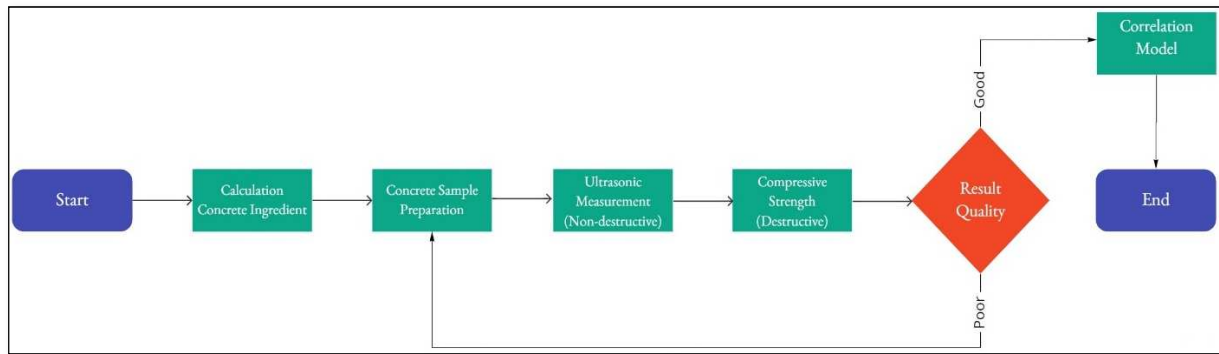 Start
Calculation
Concrete Ingredient
Concrete Sample
Preparation
Ultrasonic
Measurement
(Non-destructive)
Compressive
Strength
(Destructive)
Result
Quality
Good
Poor
Correlation
Model
End